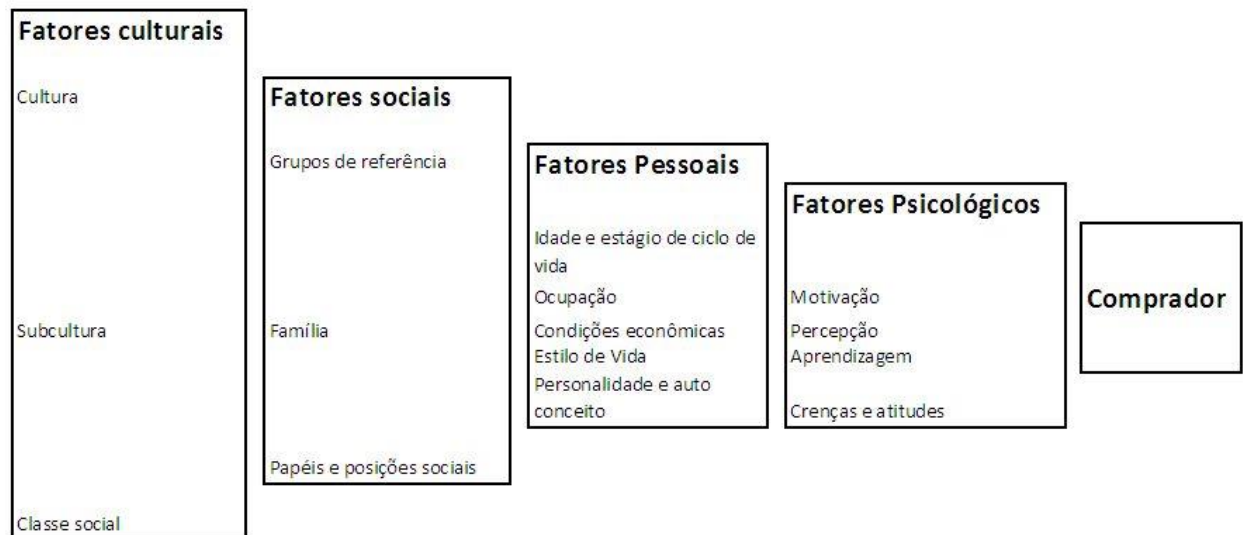 Fatores culturais
Cultura
Subcultura
Classe social
Fatores sociais
Grupos de referência
Família
Papéis e posições sociais
Fatores Pessoais
Idade e estágio de ciclo de
vida
Ocupação
Condições econômicas
Estilo de Vida
Personalidade e auto
conceito
Fatores Psicológicos
Motivação
Percepção
Aprendizagem
Crenças e atitudes
Comprador